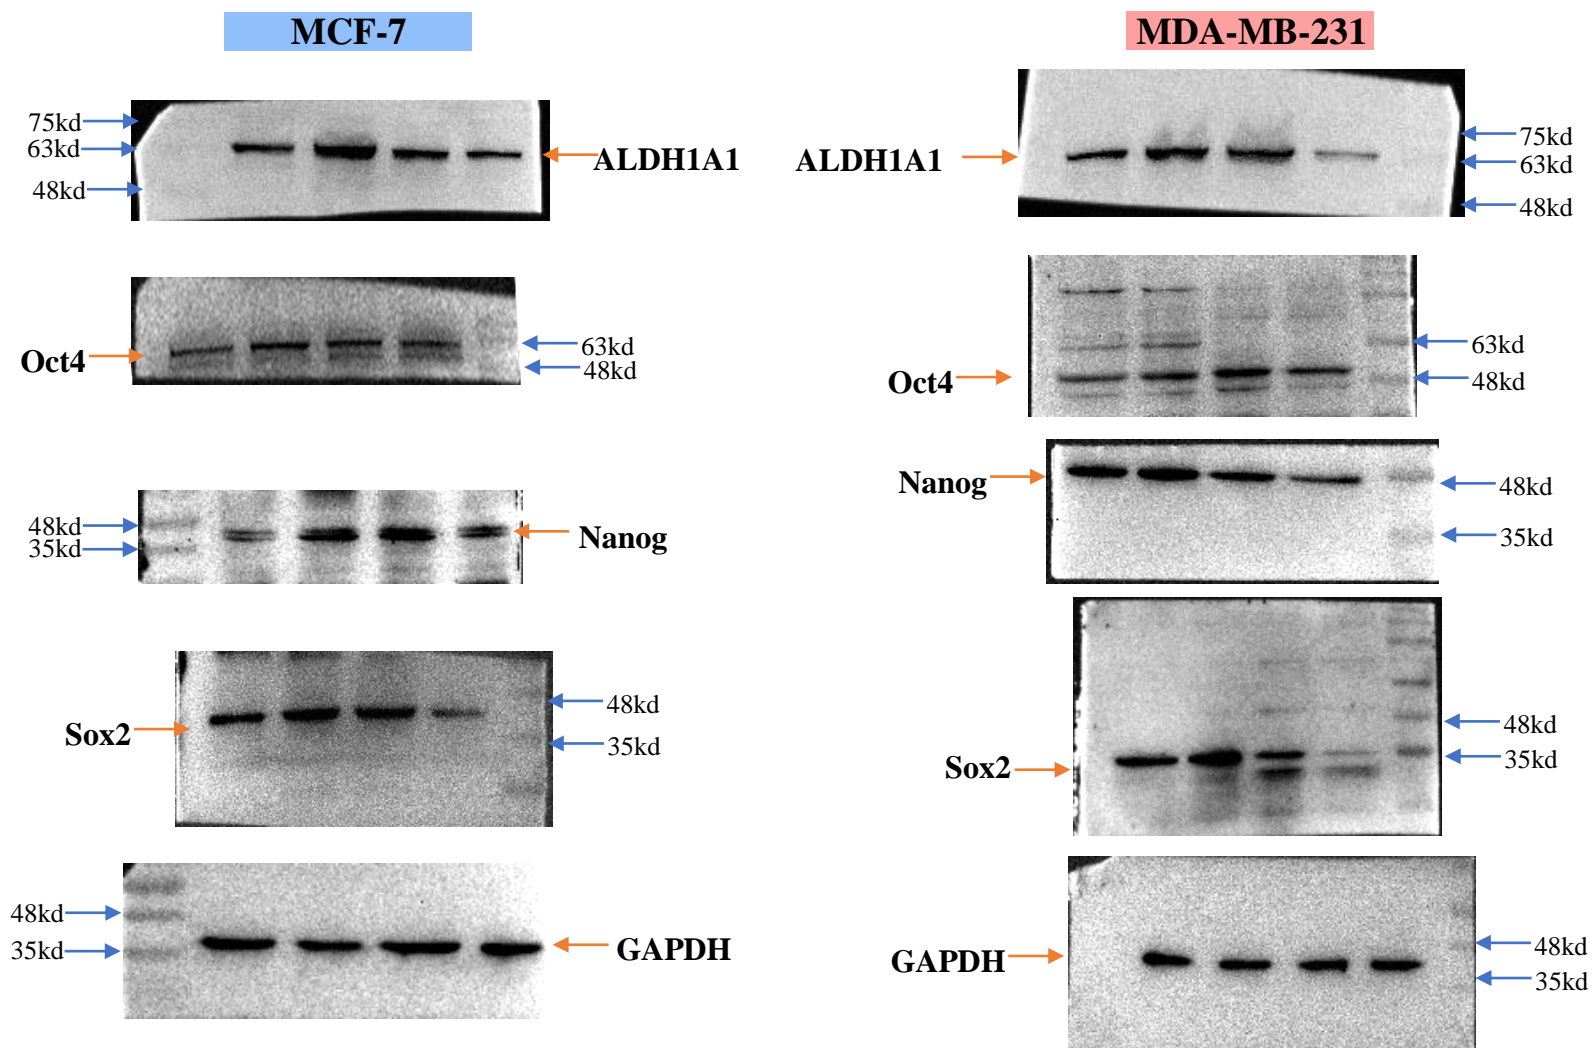 MCF-7
75kd
63kd
48kd
ALDH1A1
Oct4
63kd
48kd
48kd
35kd
Nanog
Sox2
48kd
35kd
48kd
35kd
GAPDH
MDA-MB-231
ALDH1A1
75kd
63kd
48kd
Oct4
63kd
48kd
Nanog
48kd
35kd
Sox2
48kd
35kd
GAPDH
48kd
35kd